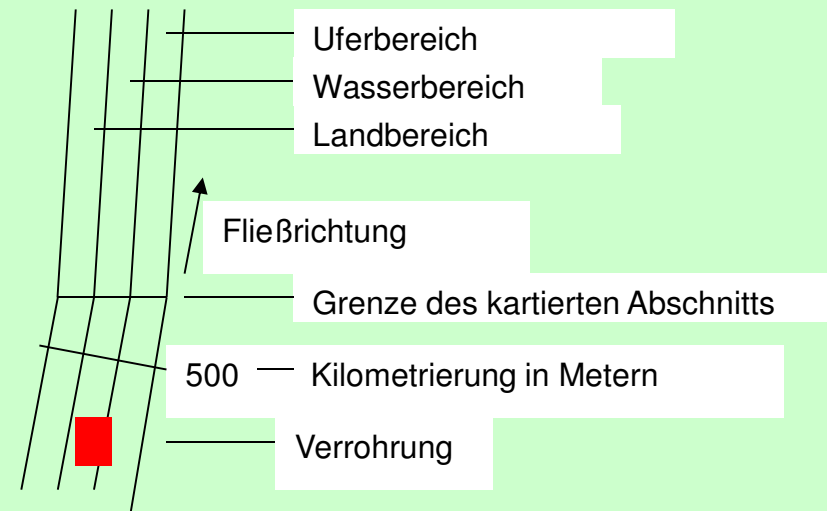 Uferbereich
Wasserbereich
Landbereich
Fließrichtung
Grenze des kartierten Abschnitts
500 Kilometrierung in Metern
Verrohrung